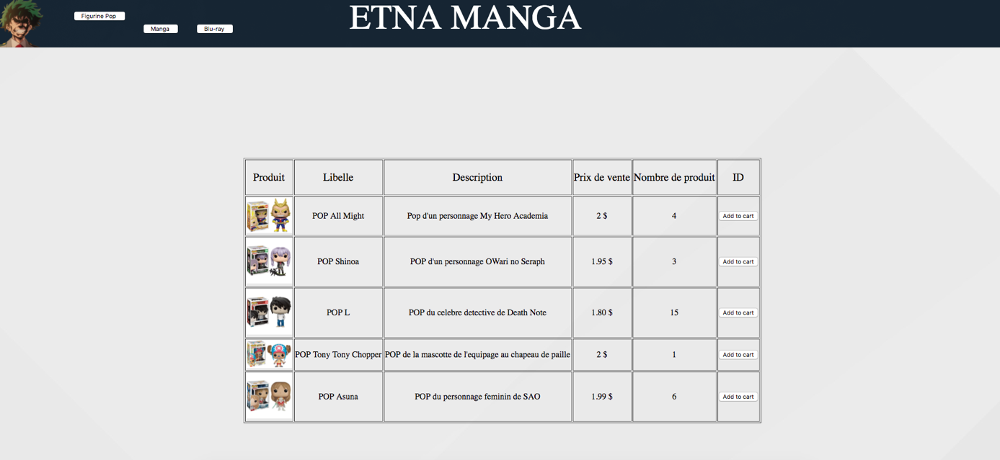 Figurine Pop
Manga Blu-ray
ETNA MANGA
Produit Libelle Description Prix de vente Nombre de produit ID
POP All Might Pop d'un personnage My Hero Academia 2 $ 4 Add to cart
POP Shinoa POP d'un personnage OWari no Seraph 1.95 $ 3 Add to cart
POP L POP du celebre detective de Death Note 1.80 $ 15 Add to cart
POP Tony Tony Chopper POP de la mascotte de l'equipage au chapeau de paille 2 $ 1 Add to cart
POP Asuna POP du personnage feminin de SAO 1.99 $ 6 Add to cart